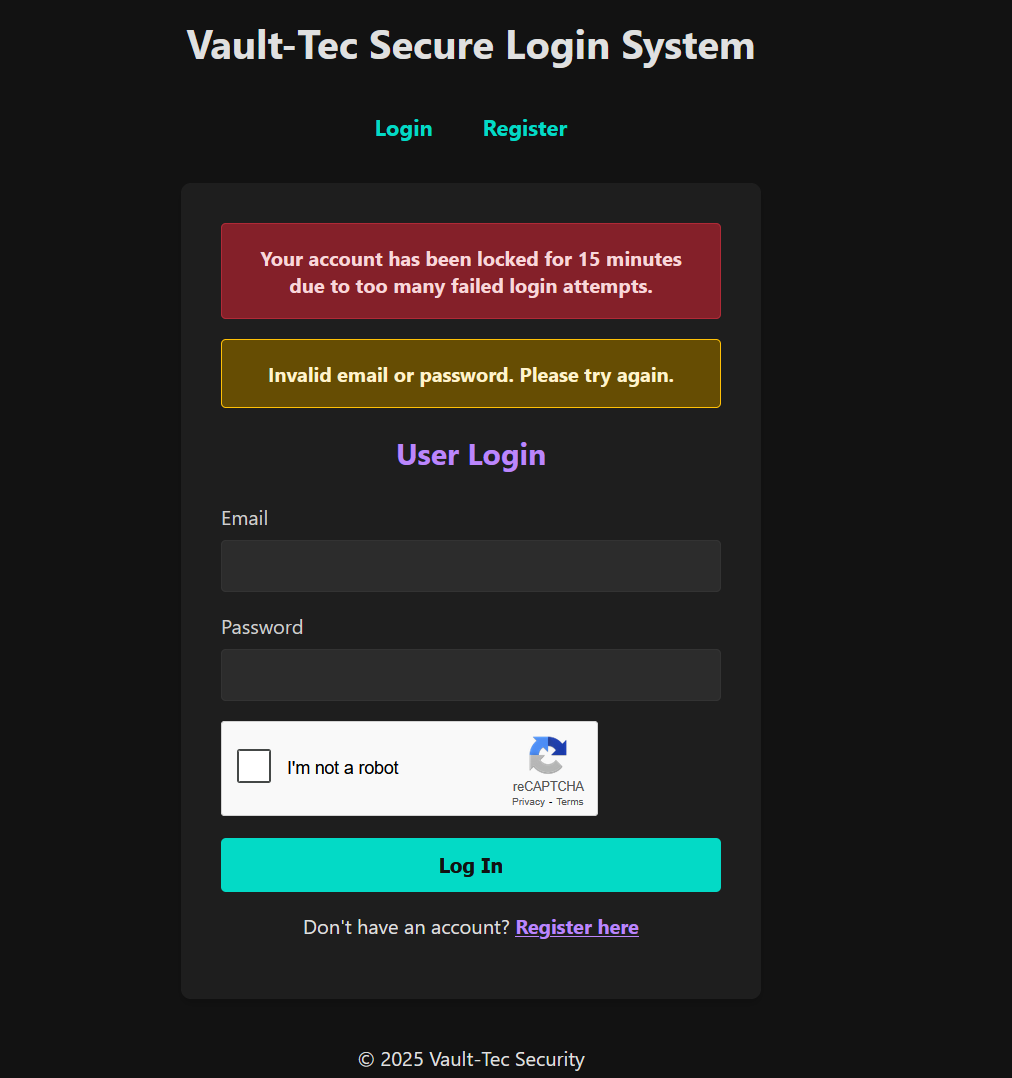 Vault-Tec Secure Login System
Login Register
Your account has been locked for 15 minutes
due to too many failed login attempts.
Invalid email or password. Please try again.
User Login
Email
Password
I'm not a robot
reCAPTCHA
Privacy - Terms
Log In
Don't have an account? Register here
© 2025 Vault-Tec Security